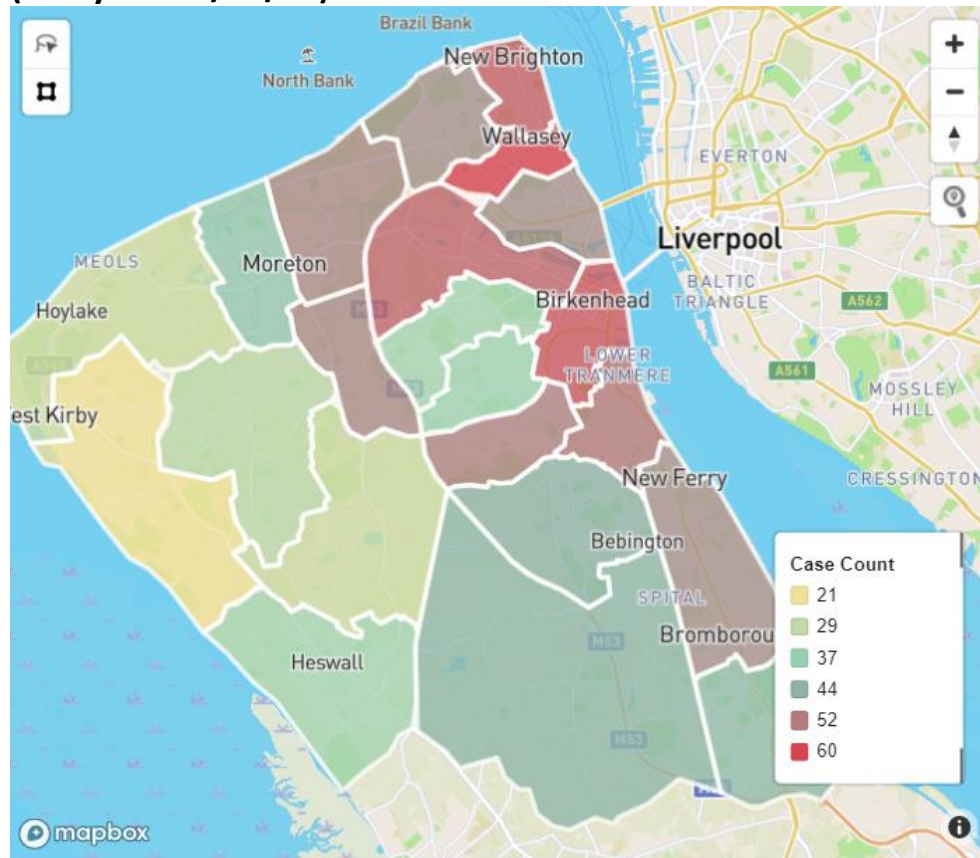 Brazil Bank
New Brighton
North Bank
Wallasey
EVERTON
Liverpool
MEOLS
Moreton
BALTIC
TRIANGLE
Birkenhead
A562
Hoylake
LOWER
TRANMERE
A561
MOSSLEY
HILL
est Kirby
New Ferry
CRESSINGTON
Bebington
Case Count
21
29
37
44
52
60
SPITAL
Bromborou
M53
Heswall
M53
mapbox